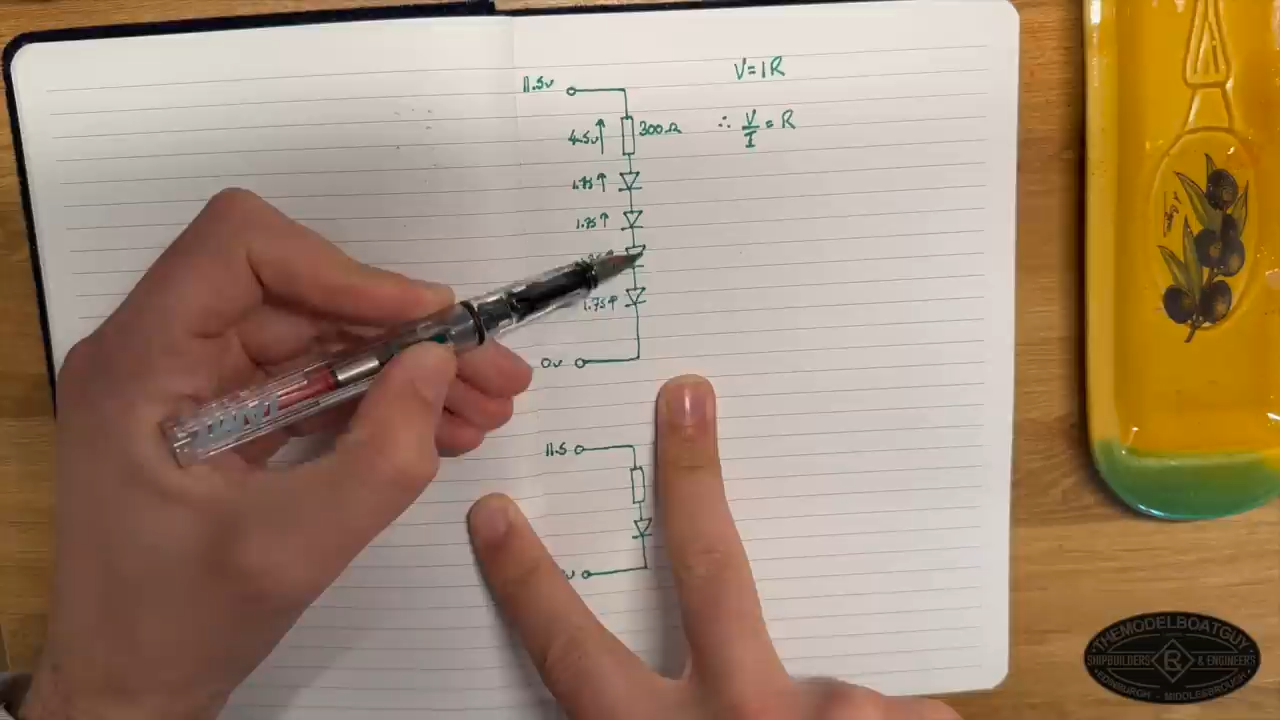 11.5v
V=IR
4.5v 300Ω
∴ V/I = R
1.75
1.75
1.75
0v
11.5
LAMY
THEMODELBOATGUY
SHIPBUILDERS R & ENGINEERS
EDINBURGH - MIDDLESBROUGH